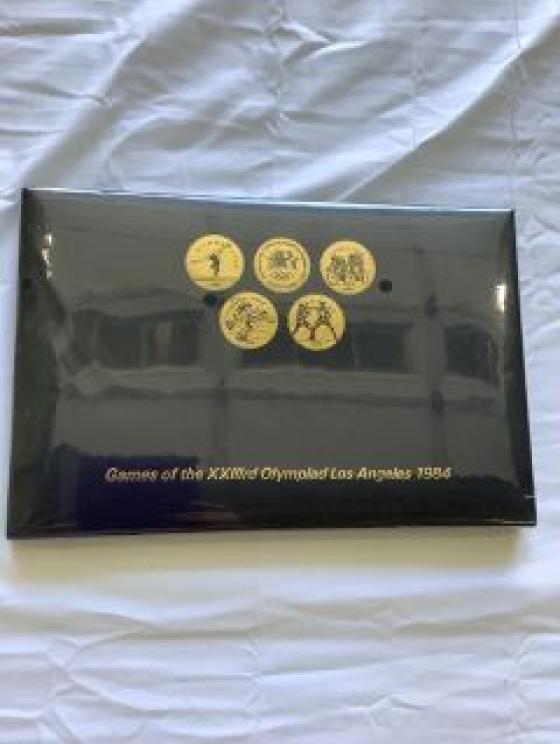 Games of the XXIIIrd Olympiad Los Angeles 1984